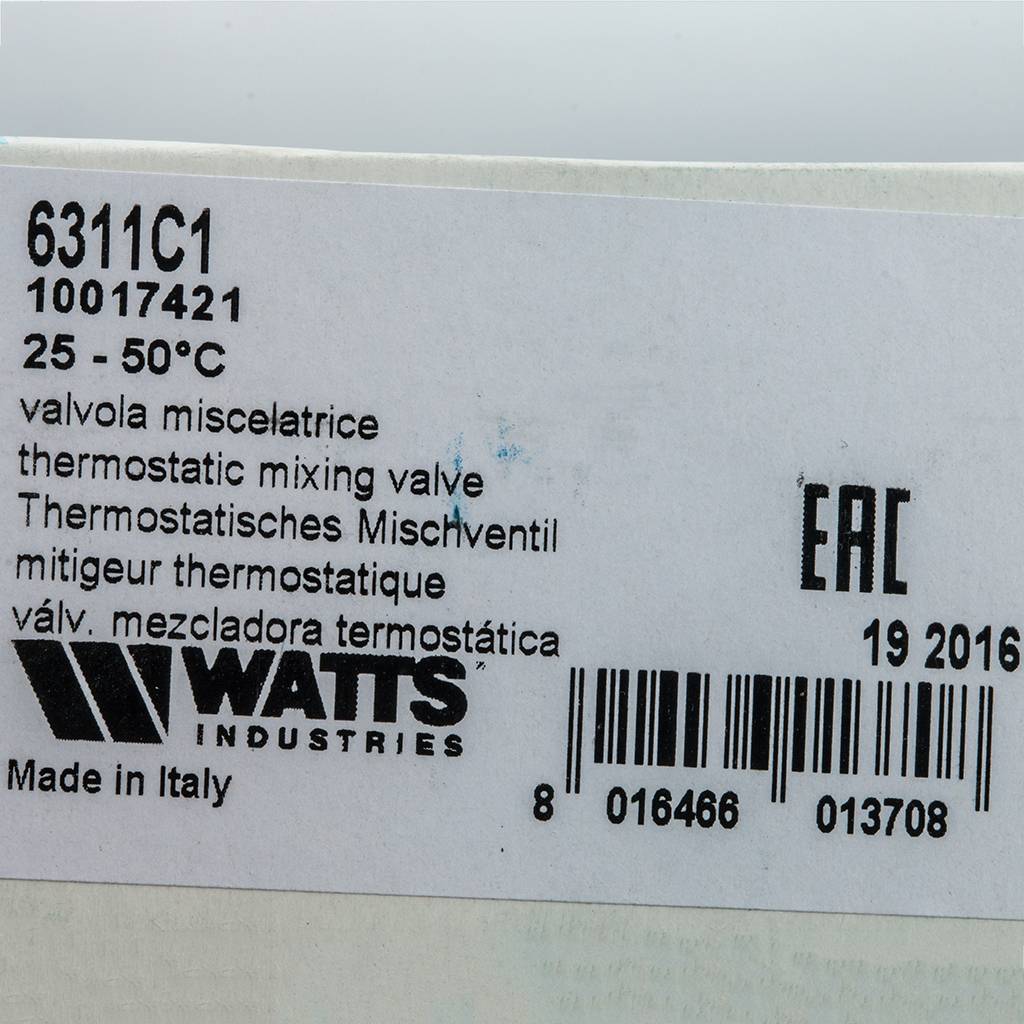 6311C1
10017421
25 - 50°C
valvola miscelatrice
thermostatic mixing valve
Thermostatisches Mischventil
mitigeur thermostatique
válv. mezcladora termostática
WATTS™
INDUSTRIES
Made in Italy
EAC
19 2016
8 016466 013708